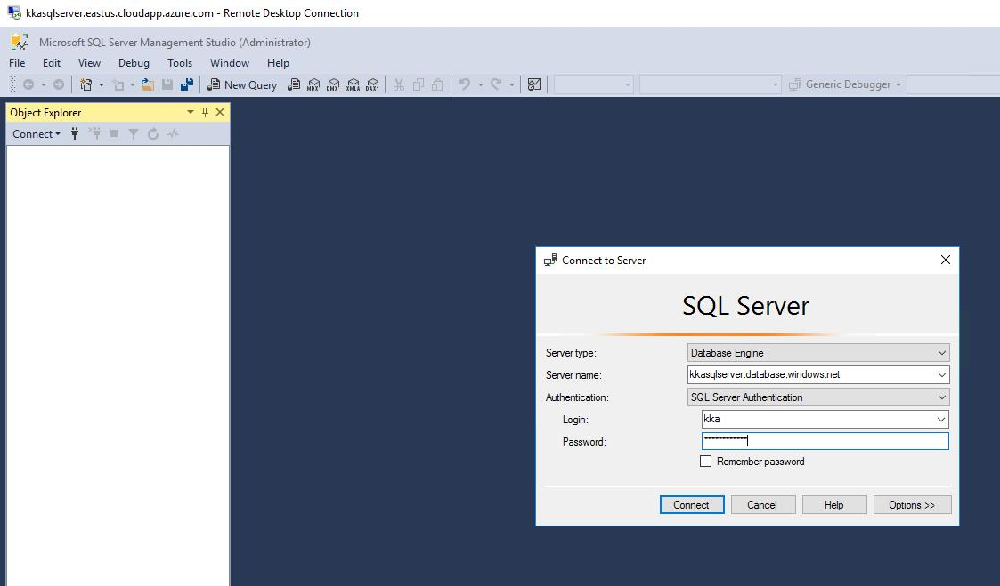 kkasqlserver.eastus.cloudapp.azure.com - Remote Desktop Connection
Microsoft SQL Server Management Studio (Administrator)
File Edit View Debug Tools Window Help
New Query MDX DMX XMLA DAX Generic Debugger
Object Explorer
Connect
Connect to Server
SQL Server
Server type: Database Engine
Server name: kkasqlserver.database.windows.net
Authentication: SQL Server Authentication
Login: kka
Password: ************
Remember password
Connect Cancel Help Options >>